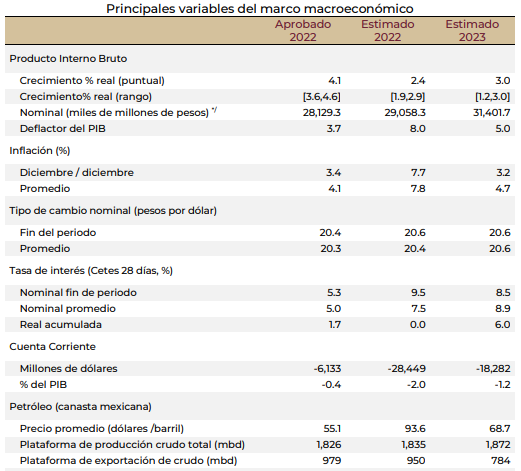 Principales variables del marco macroeconómico
Aprobado 2022 Estimado 2022 Estimado 2023
Producto Interno Bruto
Crecimiento % real (puntual) 4.1 2.4 3.0
Crecimiento% real (rango) [3.6,4.6] [1.9,2.9] [1.2,3.0]
Nominal (miles de millones de pesos) */ 28,129.3 29,058.3 31,401.7
Deflactor del PIB 3.7 8.0 5.0
Inflación (%)
Diciembre / diciembre 3.4 7.7 3.2
Promedio 4.1 7.8 4.7
Tipo de cambio nominal (pesos por dólar)
Fin del periodo 20.4 20.6 20.6
Promedio 20.3 20.4 20.6
Tasa de interés (Cetes 28 días, %)
Nominal fin de periodo 5.3 9.5 8.5
Nominal promedio 5.0 7.5 8.9
Real acumulada 1.7 0.0 6.0
Cuenta Corriente
Millones de dólares -6,133 -28,449 -18,282
% del PIB -0.4 -2.0 -1.2
Petróleo (canasta mexicana)
Precio promedio (dólares /barril) 55.1 93.6 68.7
Plataforma de producción crudo total (mbd) 1,826 1,835 1,872
Plataforma de exportación de crudo (mbd) 979 950 784